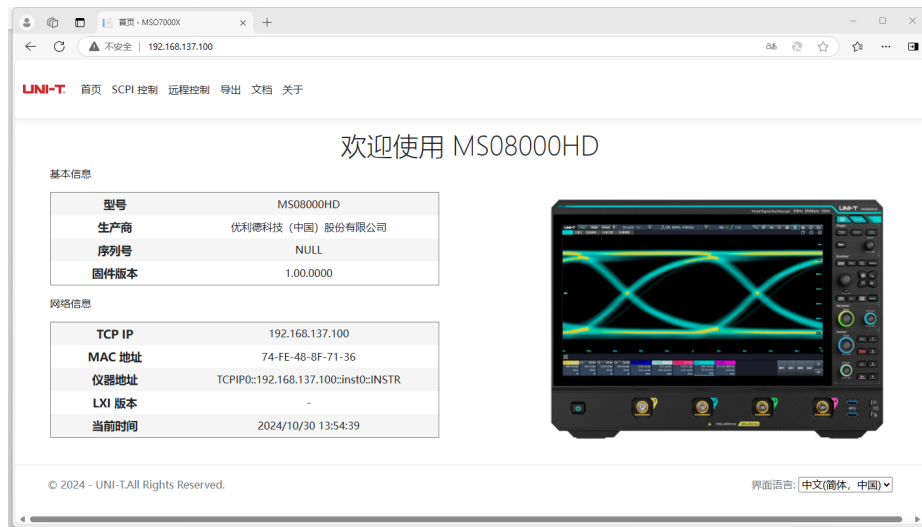 首页 - MSO7000X
不安全 | 192.168.137.100
UNI-T 首页 SCPI 控制 远程控制 导出 文档 关于
欢迎使用 MS08000HD
基本信息
型号 MS08000HD
生产商 优利德科技（中国）股份有限公司
序列号 NULL
固件版本 1.00.0000
网络信息
TCP IP 192.168.137.100
MAC 地址 74-FE-48-8F-71-36
仪器地址 TCPIP0::192.168.137.100::inst0::INSTR
LXI 版本 -
当前时间 2024/10/30 13:54:39
UNI-T
© 2024 - UNI-T.All Rights Reserved.
界面语言: 中文(简体，中国)